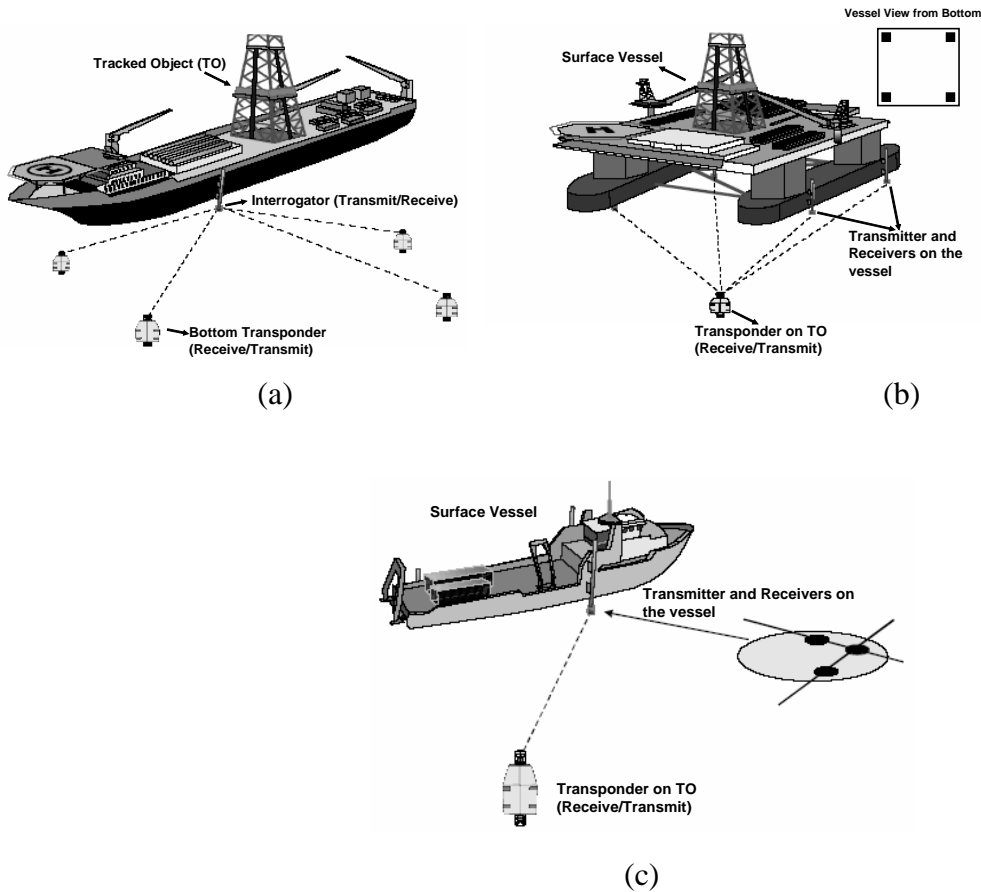 Vessel View from Bottom
Tracked Object (TO)
Surface Vessel
H
H
Interrogator (Transmit/Receive)
Transmitter and
Receivers on the
vessel
Bottom Transponder
(Receive/Transmit)
Transponder on TO
(Receive/Transmit)
(a)
(b)
Surface Vessel
Transmitter and Receivers on
the vessel
Transponder on TO
(Receive/Transmit)
(c)